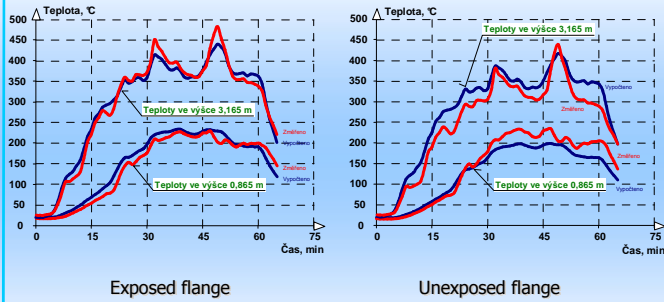 Teplota, °C
500
450
400
350
300
250
200
150
100
50
0
0 15 30 45 60 75
Čas, min
Teploty ve výšce 3,165 m
Teploty ve výšce 0,865 m
Změřeno
Vypočteno
Změřeno
Vypočteno
Exposed flange
Teplota, °C
500
450
400
350
300
250
200
150
100
50
0
0 15 30 45 60 75
Čas, min
Teploty ve výšce 3,165 m
Teploty ve výšce 0,865 m
Vypočteno
Změřeno
Změřeno
Vypočteno
Unexposed flange